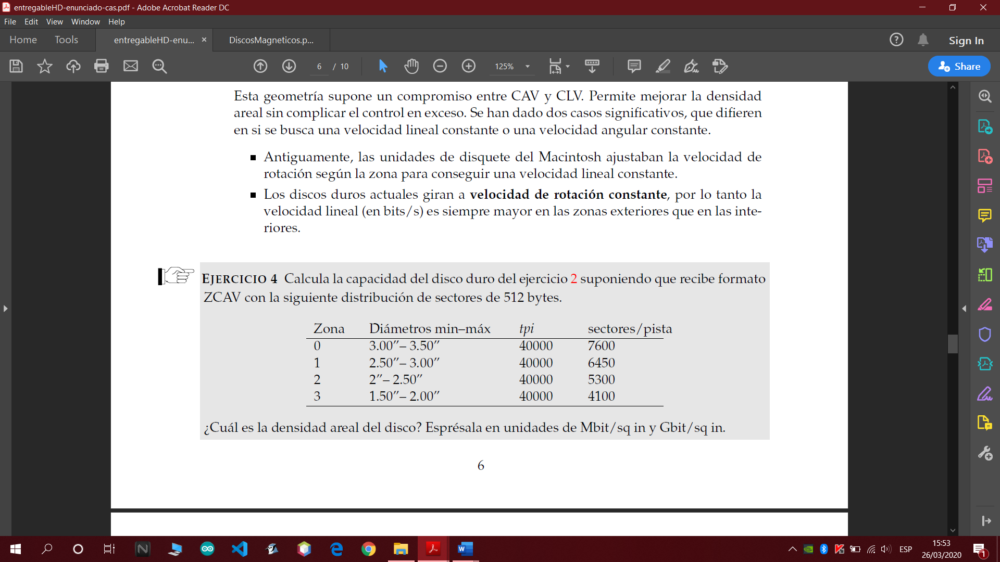 entregableHD-enunciado-cas.pdf - Adobe Acrobat Reader DC
File Edit View Window Help
Home Tools entregableHD-enu... × DiscosMagneticos.p... Sign In
6 / 10 125% Share
Esta geometría supone un compromiso entre CAV y CLV. Permite mejorar la densidad
areal sin complicar el control en exceso. Se han dado dos casos significativos, que difieren
en si se busca una velocidad lineal constante o una velocidad angular constante.
▪ Antiguamente, las unidades de disquete del Macintosh ajustaban la velocidad de
rotación según la zona para conseguir una velocidad lineal constante.
▪ Los discos duros actuales giran a velocidad de rotación constante, por lo tanto la
velocidad lineal (en bits/s) es siempre mayor en las zonas exteriores que en las inte-
riores.
EJERCICIO 4 Calcula la capacidad del disco duro del ejercicio 2 suponiendo que recibe formato
ZCAV con la siguiente distribución de sectores de 512 bytes.
Zona Diámetros min–máx tpi sectores/pista
0 3.00”– 3.50” 40000 7600
1 2.50”– 3.00” 40000 6450
2 2”– 2.50” 40000 5300
3 1.50”– 2.00” 40000 4100
¿Cuál es la densidad areal del disco? Esprésala en unidades de Mbit/sq in y Gbit/sq in.
6
ESP
15:53
26/03/2020
1